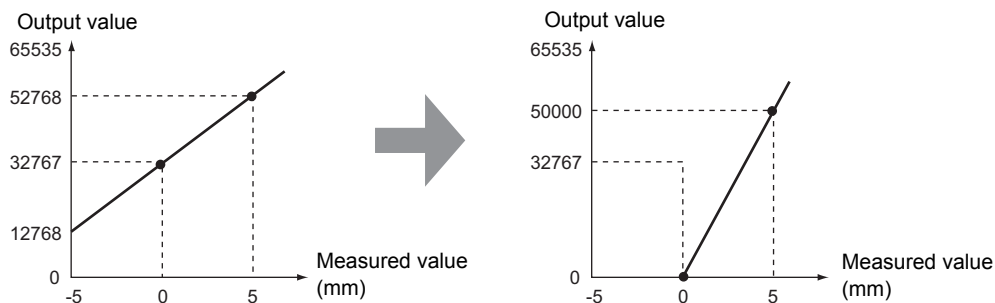 Output value
65535
52768
32767
12768
0
-5
0
5
Measured value
(mm)
Output value
65535
50000
32767
0
-5
0
5
Measured value
(mm)